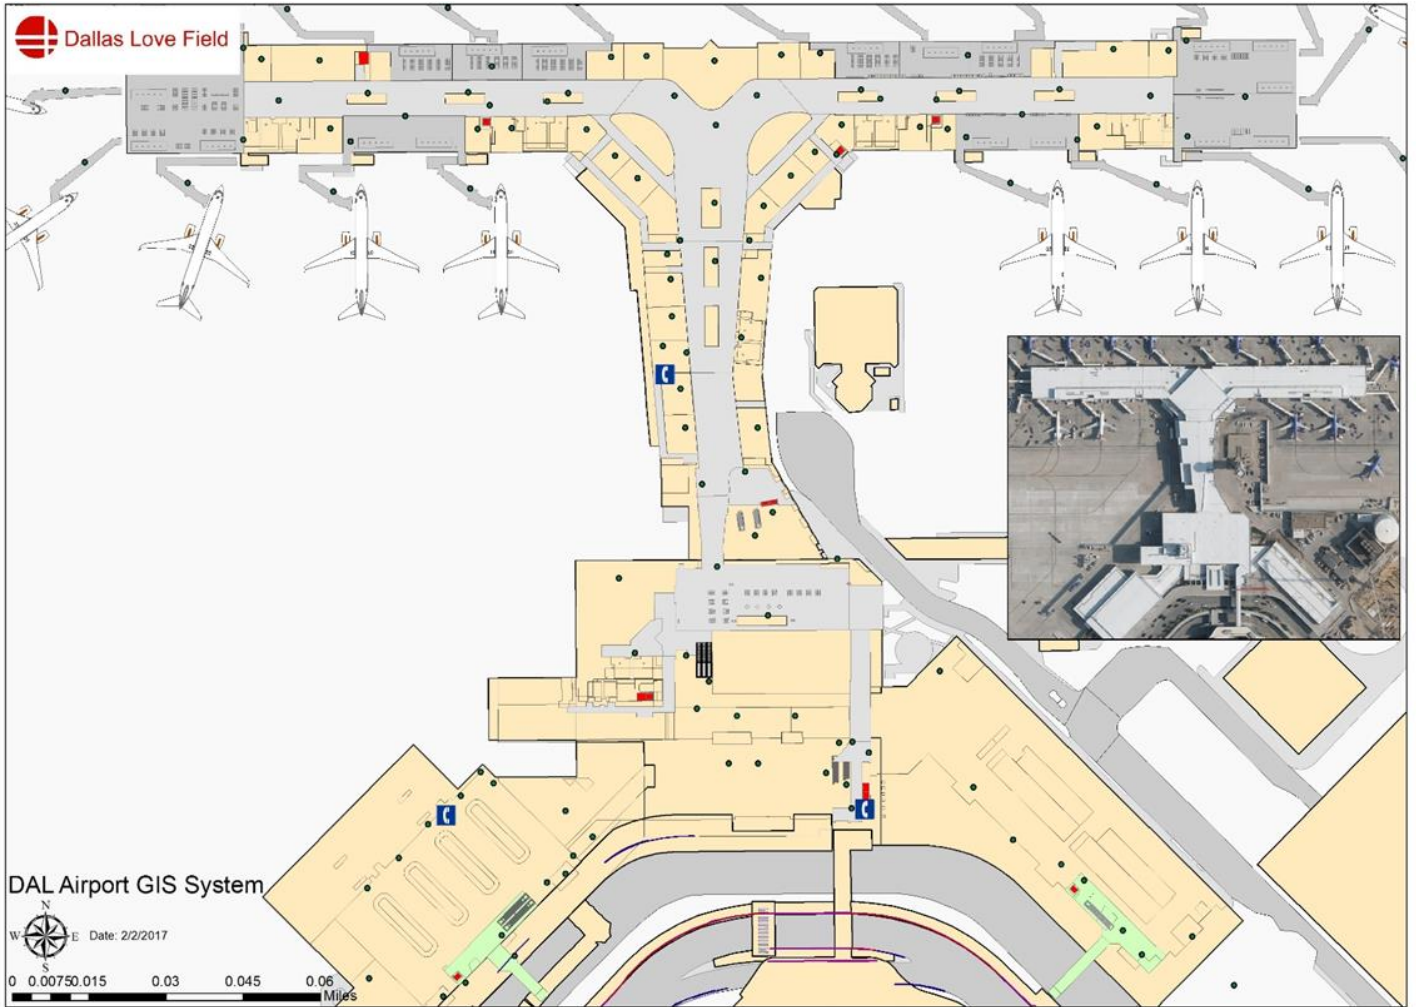 Dallas Love Field
DAL Airport GIS System
N
W E
S
Date: 2/2/2017
0 0.0075 0.015 0.03 0.045 0.06
Miles